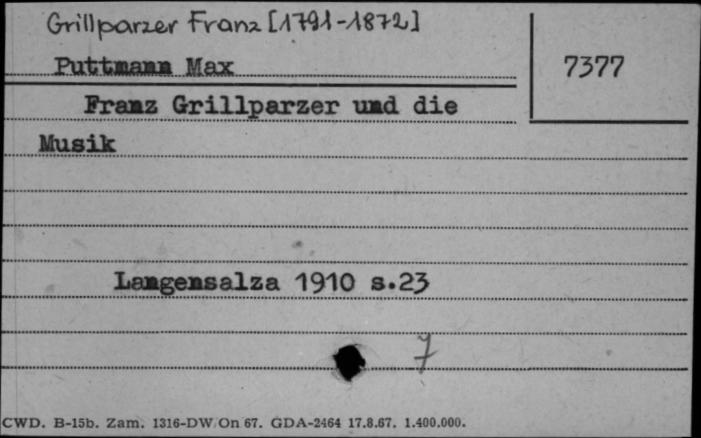 Grillparzer Franz [1791-1872]
Puttmann Max
7377
Franz Grillparzer und die
Musik
Langensalza 1910 s.23
7
CWD. B-15b. Zam. 1316-DW/On 67. GDA-2464 17.8.67. 1.400.000.